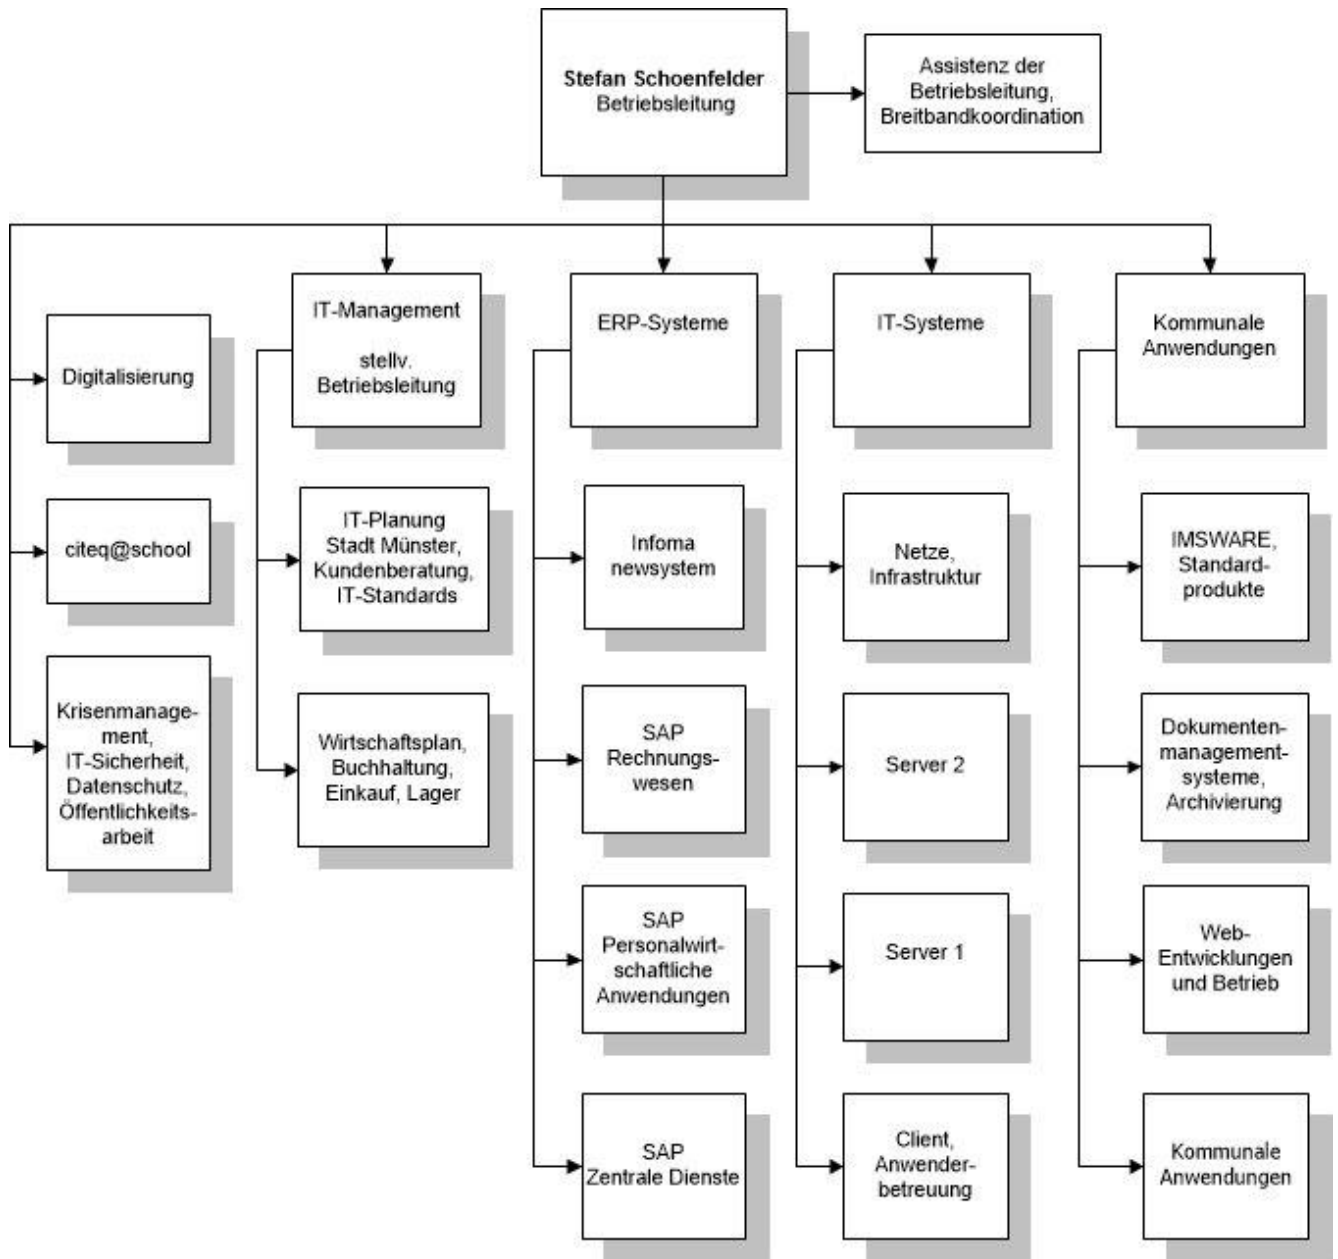 Stefan Schoenfelder
Betriebsleitung
Assistenz der
Betriebsleitung,
Breitbandkoordination
Digitalisierung
citeq@school
Krisenmanage-
ment,
IT-Sicherheit,
Datenschutz,
Öffentlichkeits-
arbeit
IT-Management
stellv.
Betriebsleitung
IT-Planung
Stadt Münster,
Kundenberatung,
IT-Standards
Wirtschaftsplan,
Buchhaltung,
Einkauf, Lager
ERP-Systeme
Infoma
newsystem
SAP
Rechnungs-
wesen
SAP
Personalwirt-
schaftliche
Anwendungen
SAP
Zentrale Dienste
IT-Systeme
Netze,
Infrastruktur
Server 2
Server 1
Client,
Anwender-
betreuung
Kommunale
Anwendungen
IMSWARE,
Standard-
produkte
Dokumenten-
management-
systeme,
Archivierung
Web-
Entwicklungen
und Betrieb
Kommunale
Anwendungen